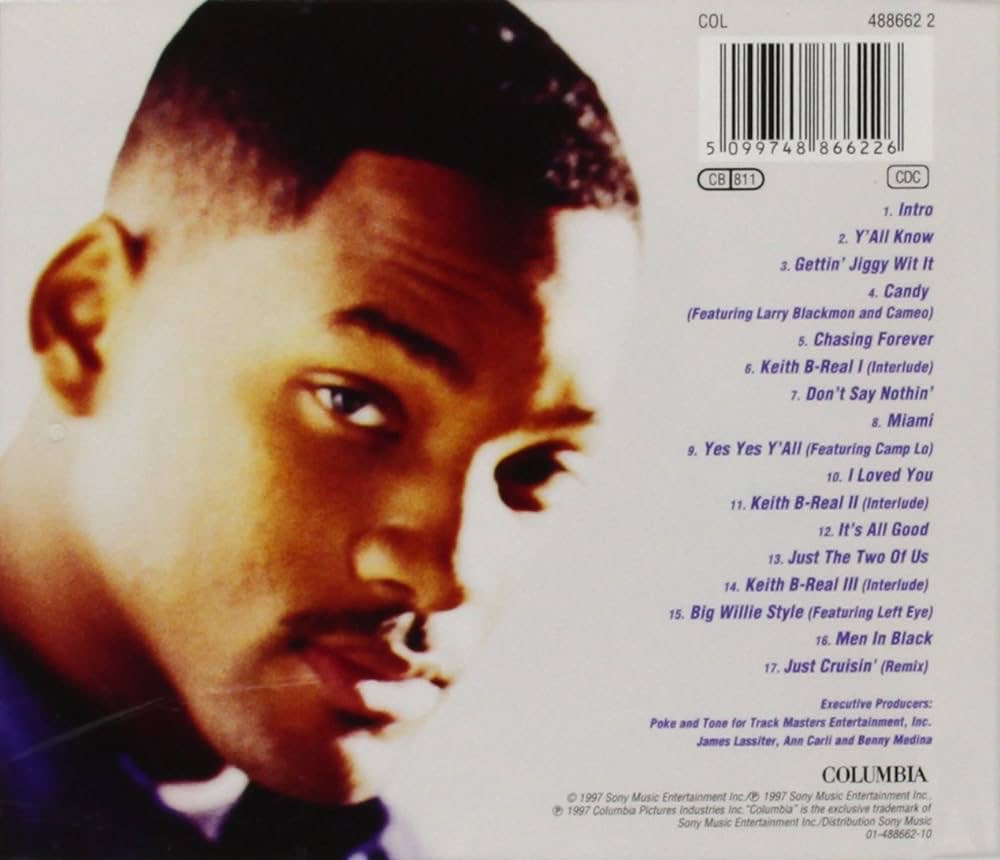 COL 488662 2
5 099748 866226
CB 811 CDC
1. Intro
2. Y'All Know
3. Gettin' Jiggy Wit It
4. Candy
(Featuring Larry Blackmon and Cameo)
5. Chasing Forever
6. Keith B-Real I (Interlude)
7. Don't Say Nothin'
8. Miami
9. Yes Yes Y'All (Featuring Camp Lo)
10. I Loved You
11. Keith B-Real II (Interlude)
12. It's All Good
13. Just The Two Of Us
14. Keith B-Real III (Interlude)
15. Big Willie Style (Featuring Left Eye)
16. Men In Black
17. Just Cruisin' (Remix)
Executive Producers:
Poke and Tone for Track Masters Entertainment, Inc.
James Lassiter, Ann Carli and Benny Medina
COLUMBIA
© 1997 Sony Music Entertainment Inc./℗ 1997 Sony Music Entertainment Inc.,
℗ 1997 Columbia Pictures Industries Inc. "Columbia" is the exclusive trademark of
Sony Music Entertainment Inc./Distribution Sony Music
01-488662-10